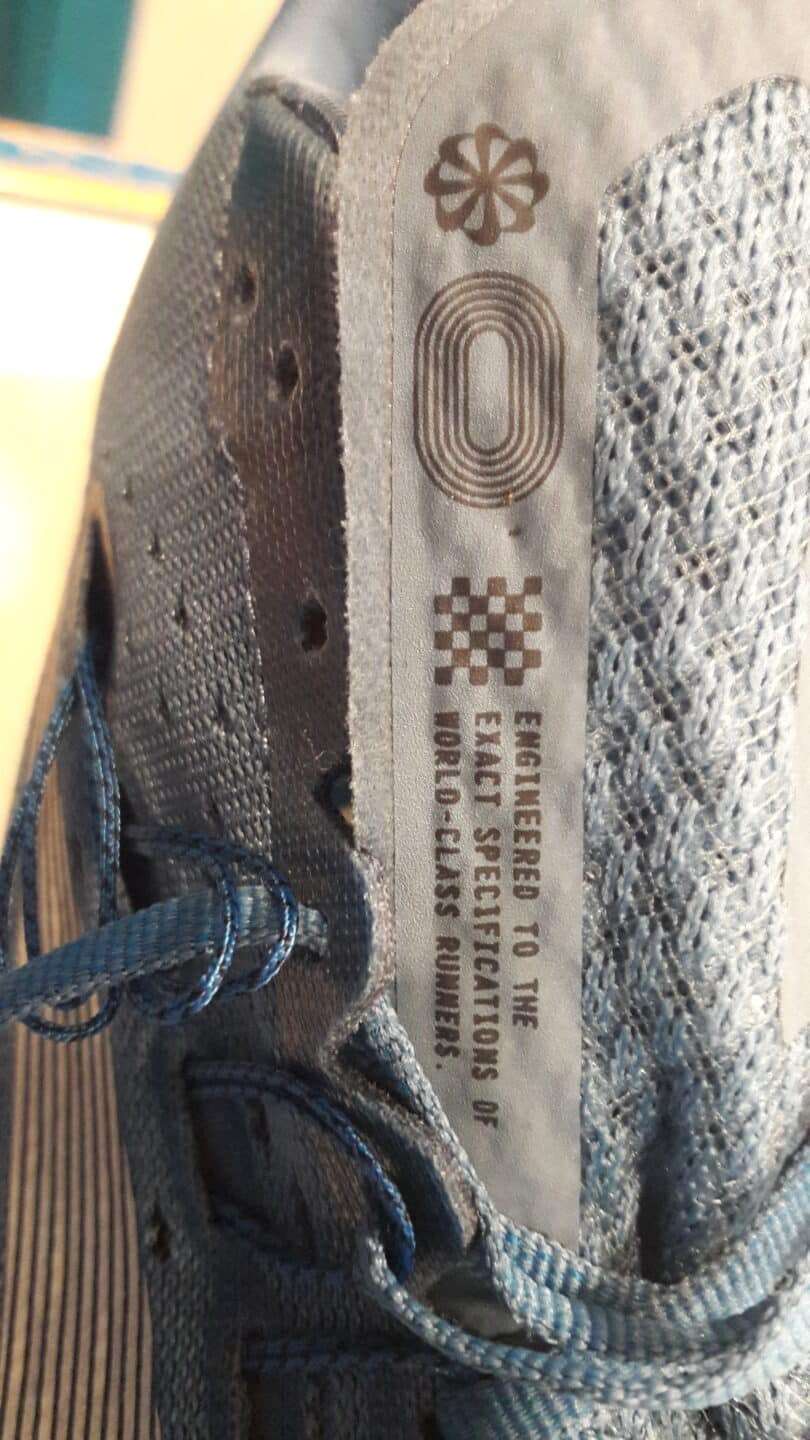 ENGINEERED TO THE
EXACT SPECIFICATIONS OF
WORLD-CLASS RUNNERS.